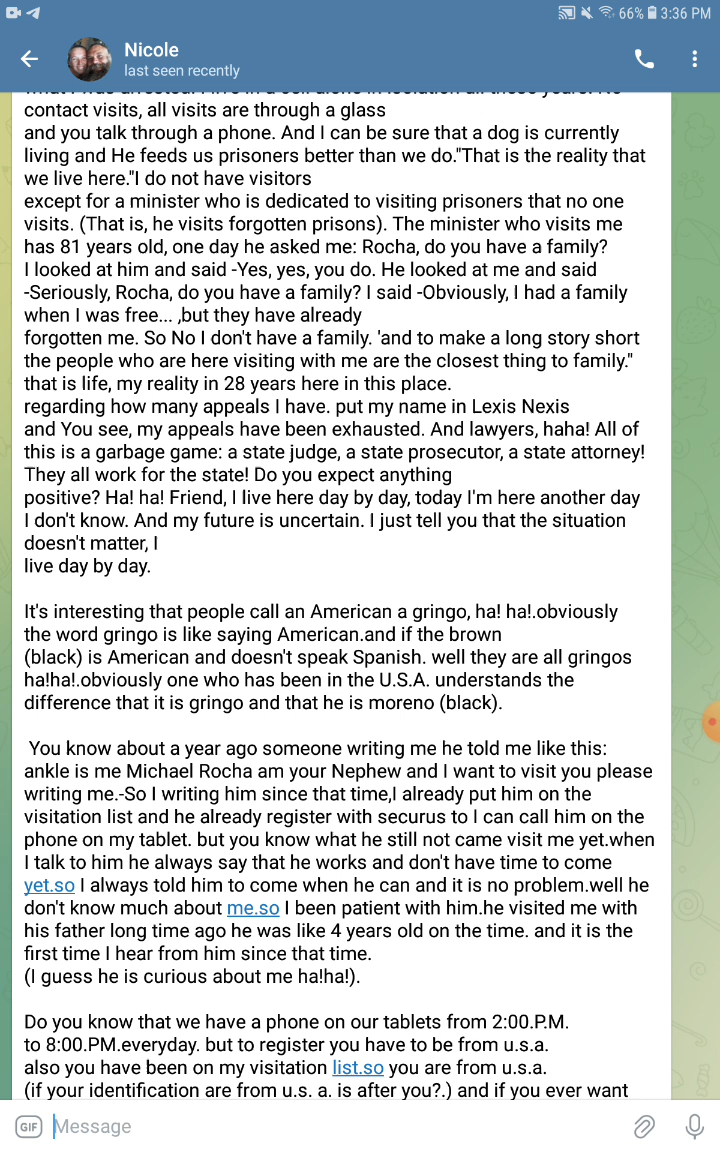 66% 3:36 PM
Nicole
last seen recently
contact visits, all visits are through a glass
and you talk through a phone. And I can be sure that a dog is currently
living and He feeds us prisoners better than we do."That is the reality that
we live here."I do not have visitors
except for a minister who is dedicated to visiting prisoners that no one
visits. (That is, he visits forgotten prisons). The minister who visits me
has 81 years old, one day he asked me: Rocha, do you have a family?
I looked at him and said -Yes, yes, you do. He looked at me and said
-Seriously, Rocha, do you have a family? I said -Obviously, I had a family
when I was free... ,but they have already
forgotten me. So No I don't have a family. 'and to make a long story short
the people who are here visiting with me are the closest thing to family."
that is life, my reality in 28 years here in this place.
regarding how many appeals I have. put my name in Lexis Nexis
and You see, my appeals have been exhausted. And lawyers, haha! All of
this is a garbage game: a state judge, a state prosecutor, a state attorney!
They all work for the state! Do you expect anything
positive? Ha! ha! Friend, I live here day by day, today I'm here another day
I don't know. And my future is uncertain. I just tell you that the situation
doesn't matter, I
live day by day.
It's interesting that people call an American a gringo, ha! ha!.obviously
the word gringo is like saying American.and if the brown
(black) is American and doesn't speak Spanish. well they are all gringos
ha!ha!.obviously one who has been in the U.S.A. understands the
difference that it is gringo and that he is moreno (black).
You know about a year ago someone writing me he told me like this:
ankle is me Michael Rocha am your Nephew and I want to visit you please
writing me.-So I writing him since that time,I already put him on the
visitation list and he already register with securus to I can call him on the
phone on my tablet. but you know what he still not came visit me yet.when
I talk to him he always say that he works and don't have time to come
yet.so I always told him to come when he can and it is no problem.well he
don't know much about me.so I been patient with him.he visited me with
his father long time ago he was like 4 years old on the time. and it is the
first time I hear from him since that time.
(I guess he is curious about me ha!ha!).
Do you know that we have a phone on our tablets from 2:00.P.M.
to 8:00.PM.everyday. but to register you have to be from u.s.a.
also you have been on my visitation list.so you are from u.s.a.
(if your identification are from u.s. a. is after you?.) and if you ever want
GIF Message